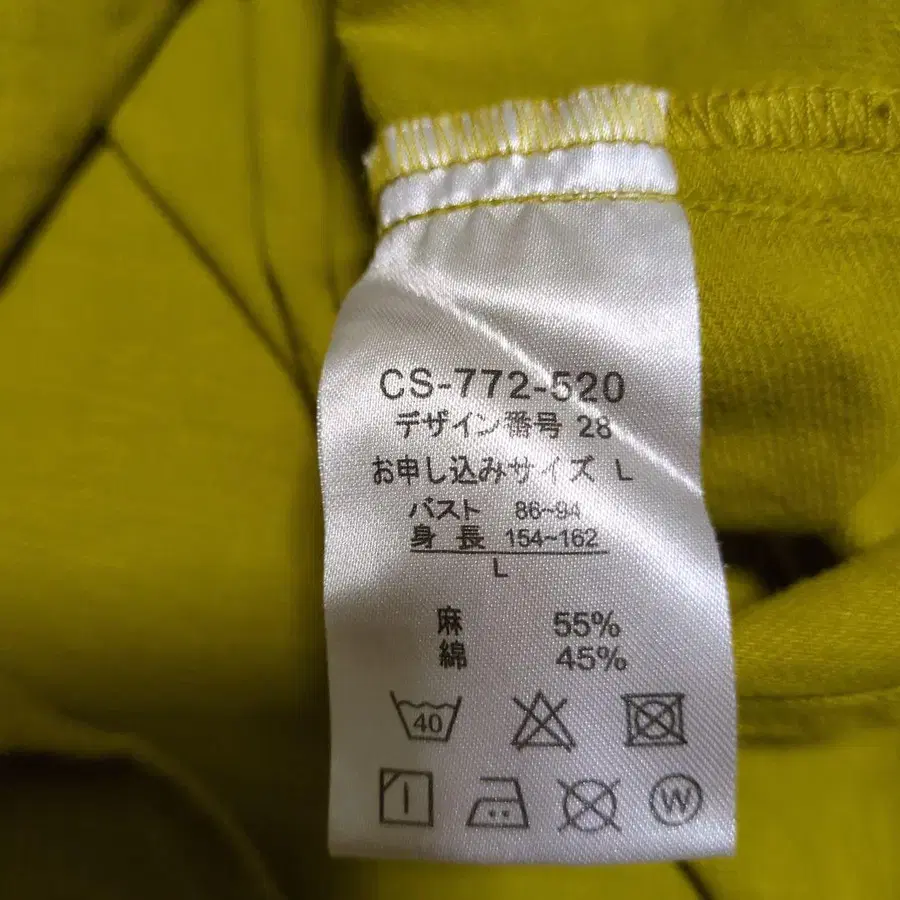 CS-772-520
デザイン番号 28
お申し込みサイズ L
バスト 86~94
身長 154~162
L
麻 55%
綿 45%
40
W